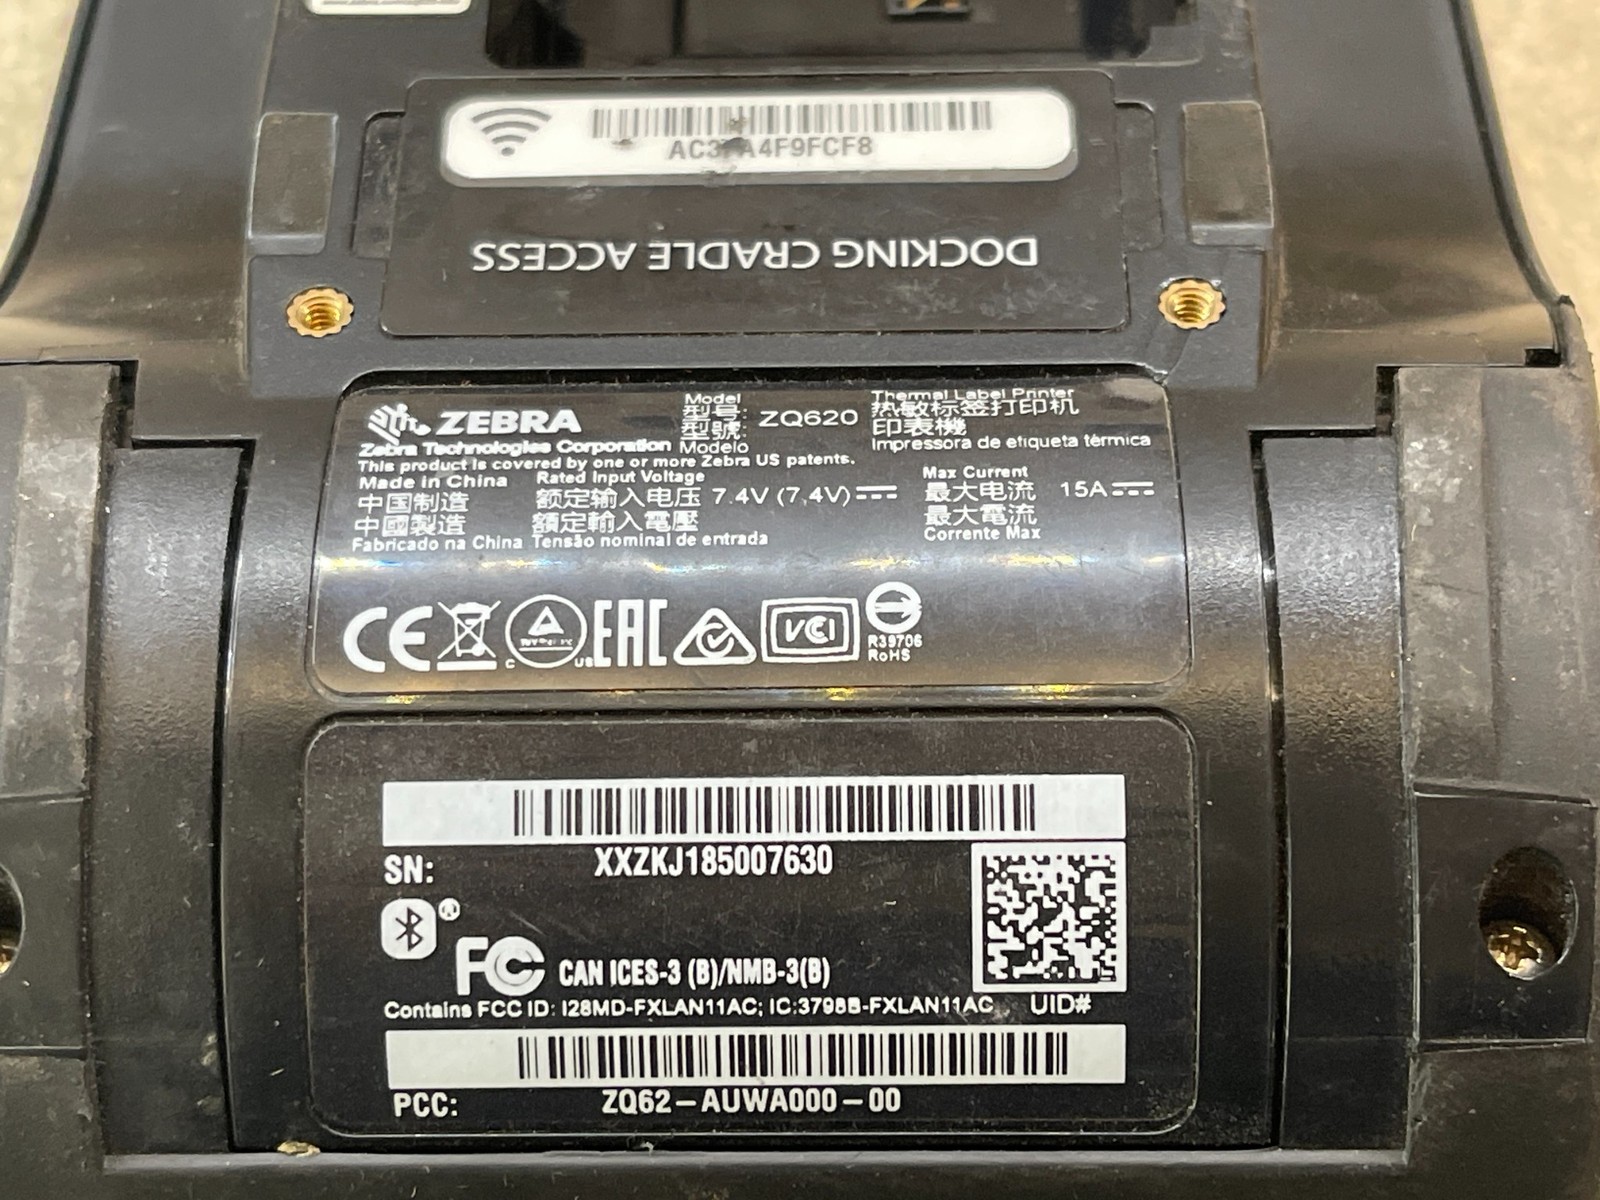 DOCKING CRADLE ACCESS
ZEBRA
Zebra Technologies Corporation
Model
型号:
型號:
Modelo
ZQ620
Thermal Label Printer
热敏标签打印机
印表機
Impressora de etiqueta térmica
This product is covered by one or more Zebra US patents.
Made in China
中国制造
中國製造
Fabricado na China
Rated Input Voltage
额定输入电压 7.4V (7,4V)
額定輸入電壓
Tensão nominal de entrada
Max Current
最大电流 15A
最大電流
Corrente Max
CE
C
US
EAC
VCI
R39706
RoHS
SN: XXZKJ185007630
FC CAN ICES-3 (B)/NMB-3(B)
Contains FCC ID: I28MD-FXLAN11AC; IC:3798B-FXLAN11AC
UID#
PCC: ZQ62-AUWA000-00